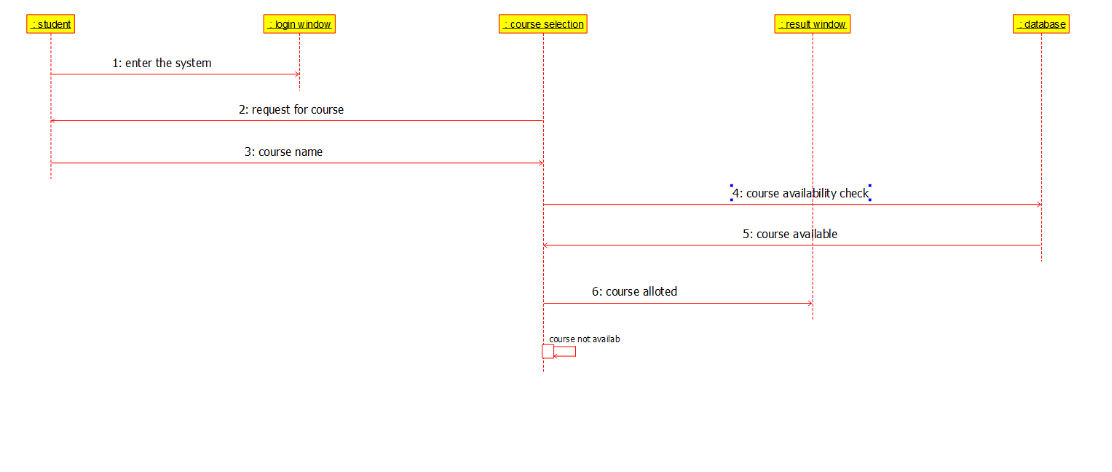 : student
: login window
: course selection
: result window
: database
1: enter the system
2: request for course
3: course name
4: course availability check
5: course available
6: course alloted
course not availab